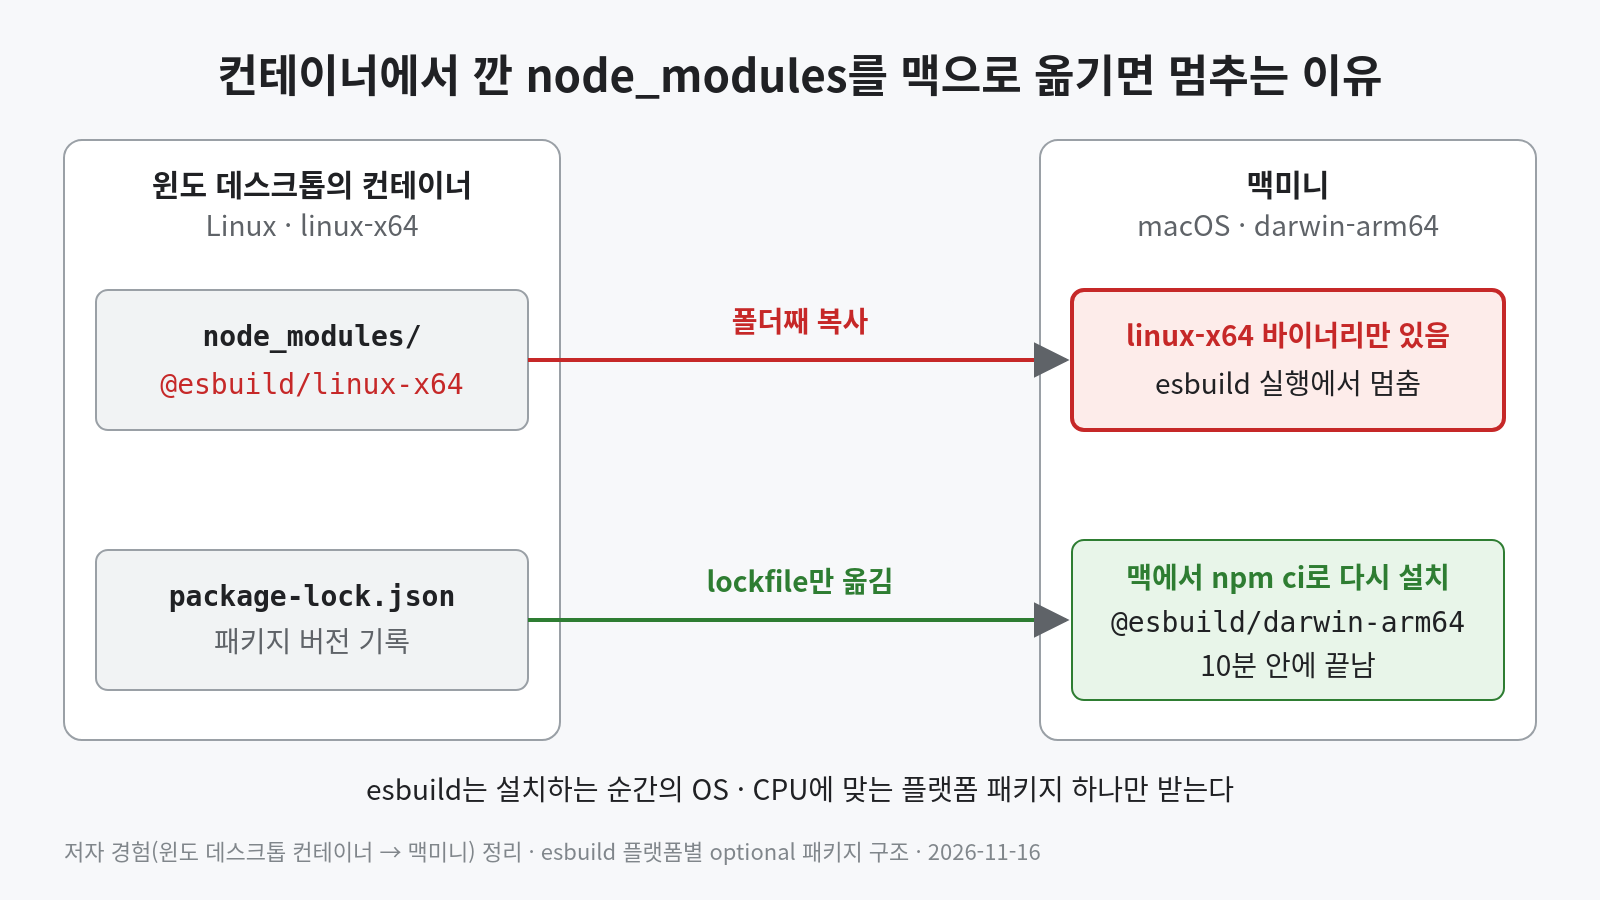 컨테이너에서 깐 node_modules를 맥으로 옮기면 멈추는 이유
윈도 데스크톱의 컨테이너
Linux · linux-x64
node_modules/
@esbuild/linux-x64
package-lock.json
패키지 버전 기록
폴더째 복사
lockfile만 옮김
맥미니
macOS · darwin-arm64
linux-x64 바이너리만 있음
esbuild 실행에서 멈춤
맥에서 npm ci로 다시 설치
@esbuild/darwin-arm64
10분 안에 끝남
esbuild는 설치하는 순간의 OS · CPU에 맞는 플랫폼 패키지 하나만 받는다
저자 경험(윈도 데스크톱 컨테이너 → 맥미니) 정리 · esbuild 플랫폼별 optional 패키지 구조 · 2026-11-16